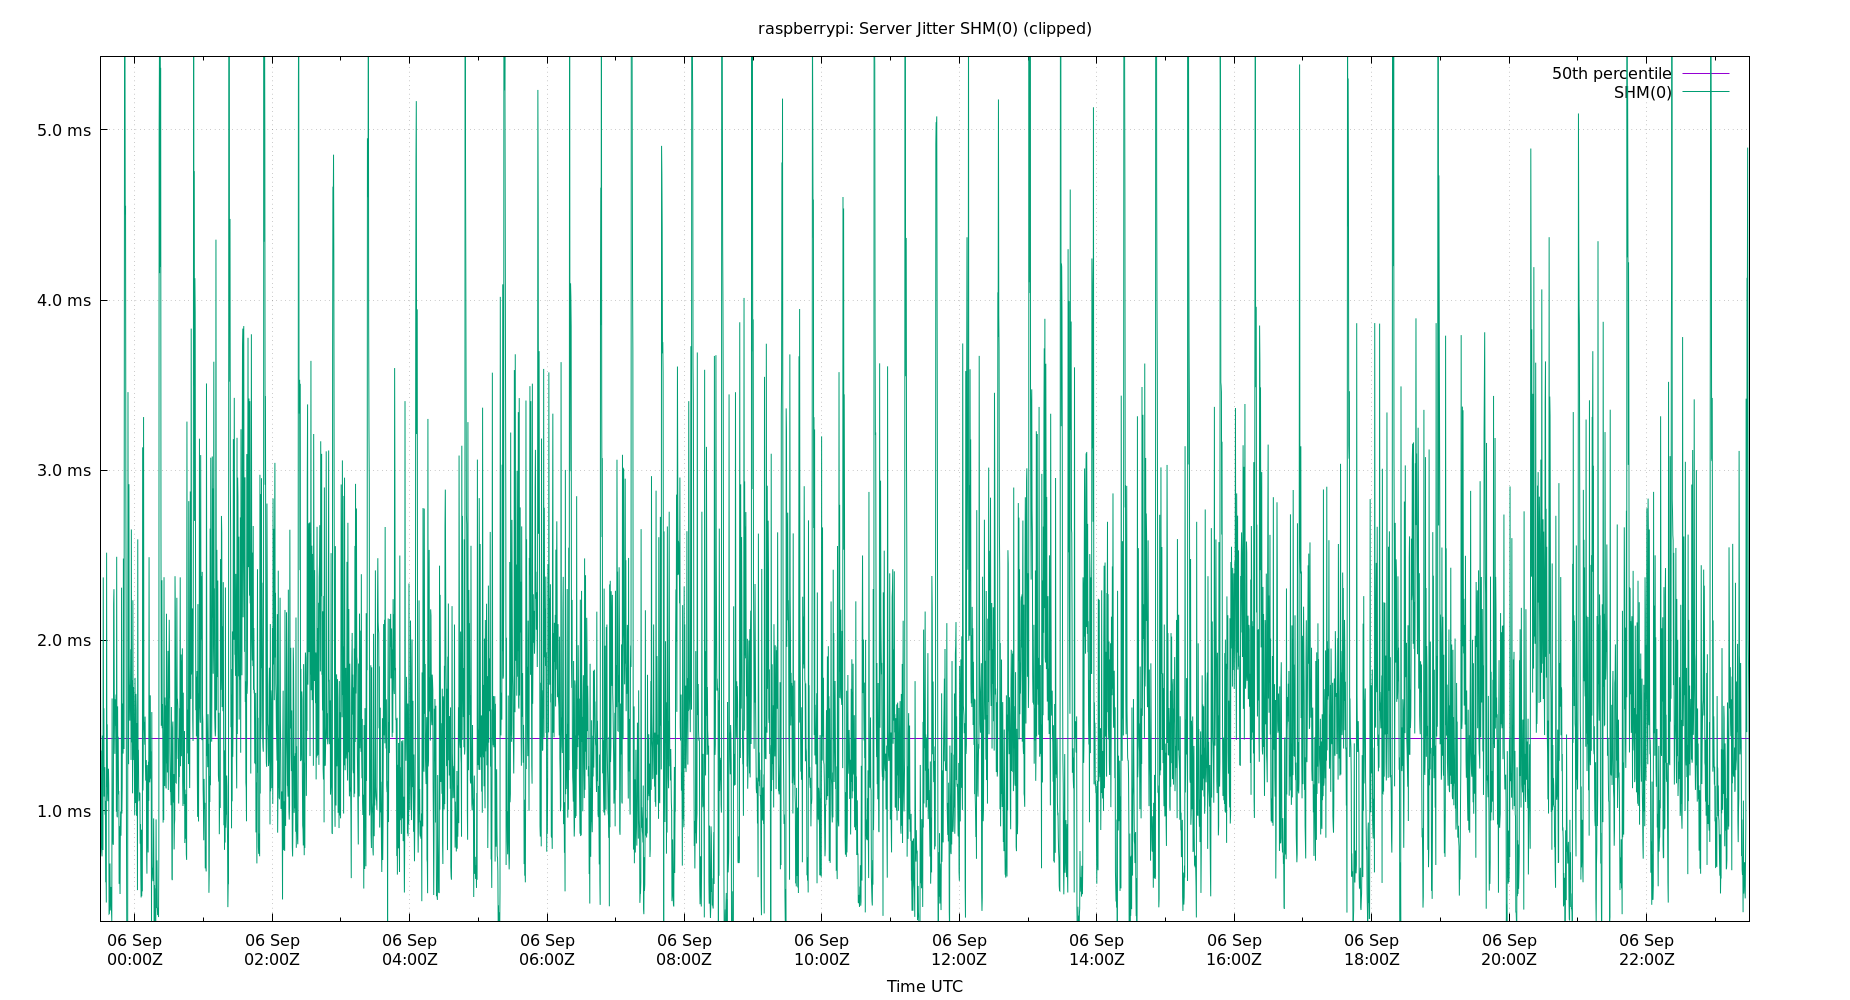 raspberrypi: Server Jitter SHM(0) (clipped)
50th percentile
SHM(0)
5.0 ms
4.0 ms
3.0 ms
2.0 ms
1.0 ms
06 Sep 06 Sep 06 Sep 06 Sep 06 Sep 06 Sep 06 Sep 06 Sep 06 Sep 06 Sep 06 Sep 06 Sep
00:00Z 02:00Z 04:00Z 06:00Z 08:00Z 10:00Z 12:00Z 14:00Z 16:00Z 18:00Z 20:00Z 22:00Z
Time UTC